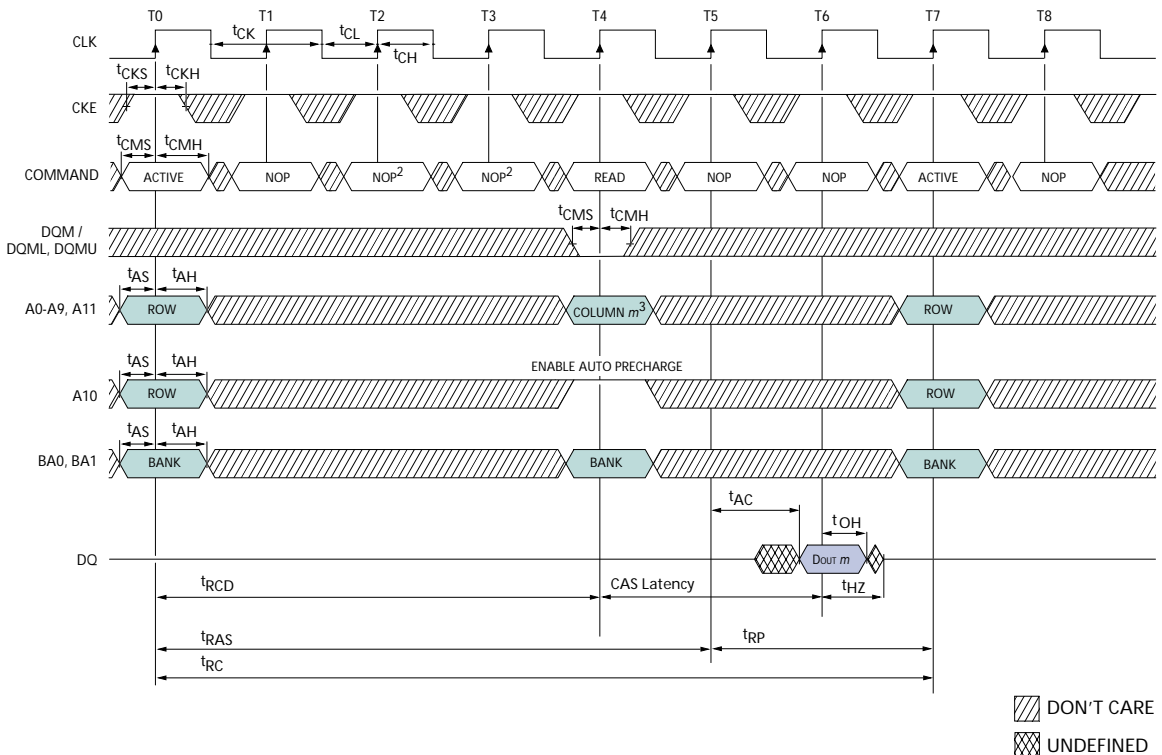 T0 T1 T2 T3 T4 T5 T6 T7 T8
CLK
tCK tCL tCH
tCKS tCKH
CKE
tCMS tCMH
COMMAND ACTIVE NOP NOP2 NOP2 READ NOP NOP ACTIVE NOP
tCMS tCMH
DQM /
DQML, DQMU
tAS tAH
A0-A9, A11 ROW COLUMN m3 ROW
ENABLE AUTO PRECHARGE
tAS tAH
A10 ROW ROW
tAS tAH
BA0, BA1 BANK BANK BANK
tAC
tOH
DQ DOUT m
tRCD CAS Latency tHZ
tRAS tRP
tRC
DON'T CARE
UNDEFINED